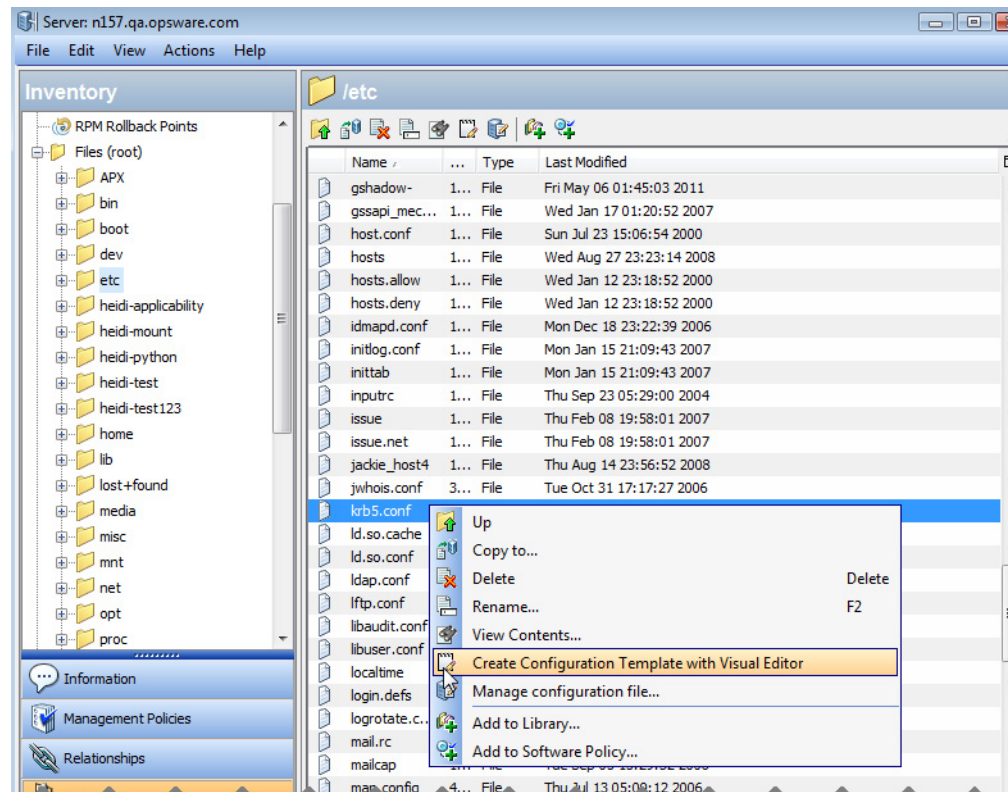 Server: n157.qa.opsware.com
File Edit View Actions Help
Inventory
RPM Rollback Points
Files (root)
APX
bin
boot
dev
etc
heidi-applicability
heidi-mount
heidi-python
heidi-test
heidi-test123
home
lib
lost+found
media
misc
mnt
net
opt
proc
Information
Management Policies
Relationships
/etc
Name ... Type Last Modified
gshadow- 1... File Fri May 06 01:45:03 2011
gssapi_mec... 1... File Wed Jan 17 01:20:52 2007
host.conf 1... File Sun Jul 23 15:06:54 2000
hosts 1... File Wed Aug 27 23:23:14 2008
hosts.allow 1... File Wed Jan 12 23:18:52 2000
hosts.deny 1... File Wed Jan 12 23:18:52 2000
idmapd.conf 1... File Mon Dec 18 23:22:39 2006
initlog.conf 1... File Mon Jan 15 21:09:43 2007
inittab 1... File Mon Jan 15 21:09:43 2007
inputrc 1... File Thu Sep 23 05:29:00 2004
issue 1... File Thu Feb 08 19:58:01 2007
issue.net 1... File Thu Feb 08 19:58:01 2007
jackie_host4 1... File Thu Aug 14 23:56:52 2008
jwhois.conf 3... File Tue Oct 31 17:17:27 2006
krb5.conf
ld.so.cache
ld.so.conf
ldap.conf
lftp.conf
libaudit.conf
libuser.conf
localtime
login.defs
logrotate.c...
mail.rc
mailcap
man.config 4... File Thu Jul 13 05:09:12 2006
Up
Copy to...
Delete Delete
Rename... F2
View Contents...
Create Configuration Template with Visual Editor
Manage configuration file...
Add to Library...
Add to Software Policy...